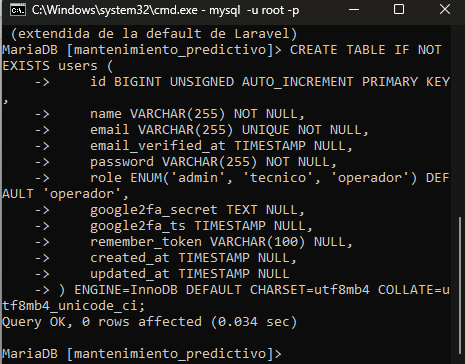 C:\Windows\system32\cmd.exe - mysql -u root -p
(extendida de la default de Laravel)
MariaDB [mantenimiento_predictivo]> CREATE TABLE IF NOT
EXISTS users (
    ->     id BIGINT UNSIGNED AUTO_INCREMENT PRIMARY KEY
,
    ->     name VARCHAR(255) NOT NULL,
    ->     email VARCHAR(255) UNIQUE NOT NULL,
    ->     email_verified_at TIMESTAMP NULL,
    ->     password VARCHAR(255) NOT NULL,
    ->     role ENUM('admin', 'tecnico', 'operador') DEF
AULT 'operador',
    ->     google2fa_secret TEXT NULL,
    ->     google2fa_ts TIMESTAMP NULL,
    ->     remember_token VARCHAR(100) NULL,
    ->     created_at TIMESTAMP NULL,
    ->     updated_at TIMESTAMP NULL
    -> ) ENGINE=InnoDB DEFAULT CHARSET=utf8mb4 COLLATE=u
tf8mb4_unicode_ci;
Query OK, 0 rows affected (0.034 sec)
MariaDB [mantenimiento_predictivo]>